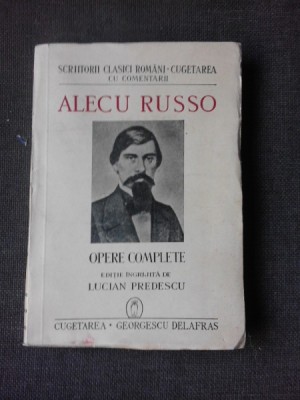 SCRIITORII CLASICI ROMÂNI - CUGETAREA
CU COMENTARII
ALECU RUSSO
OPERE COMPLETE
EDIȚIE ÎNGRIJITĂ DE
LUCIAN PREDESCU
CUGETAREA - GEORGESCU DELAFRAS